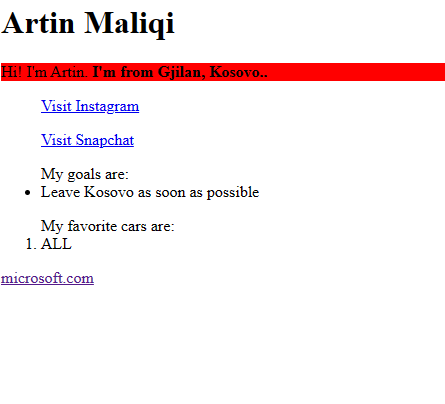 Artin Maliqi
Hi! I'm Artin. I'm from Gjilan, Kosovo..
Visit Instagram
Visit Snapchat
My goals are:
• Leave Kosovo as soon as possible
My favorite cars are:
1. ALL
microsoft.com